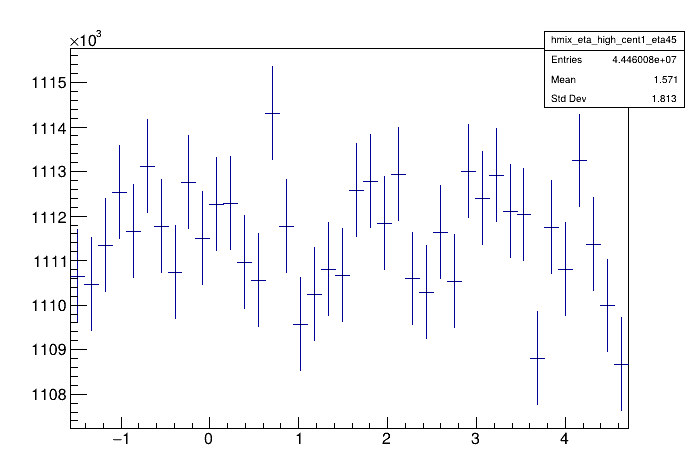 ×10³
hmix_eta_high_cent1_eta45
Entries 4.446008e+07
Mean 1.571
Std Dev 1.813
1115
1114
1113
1112
1111
1110
1109
1108
−1 0 1 2 3 4